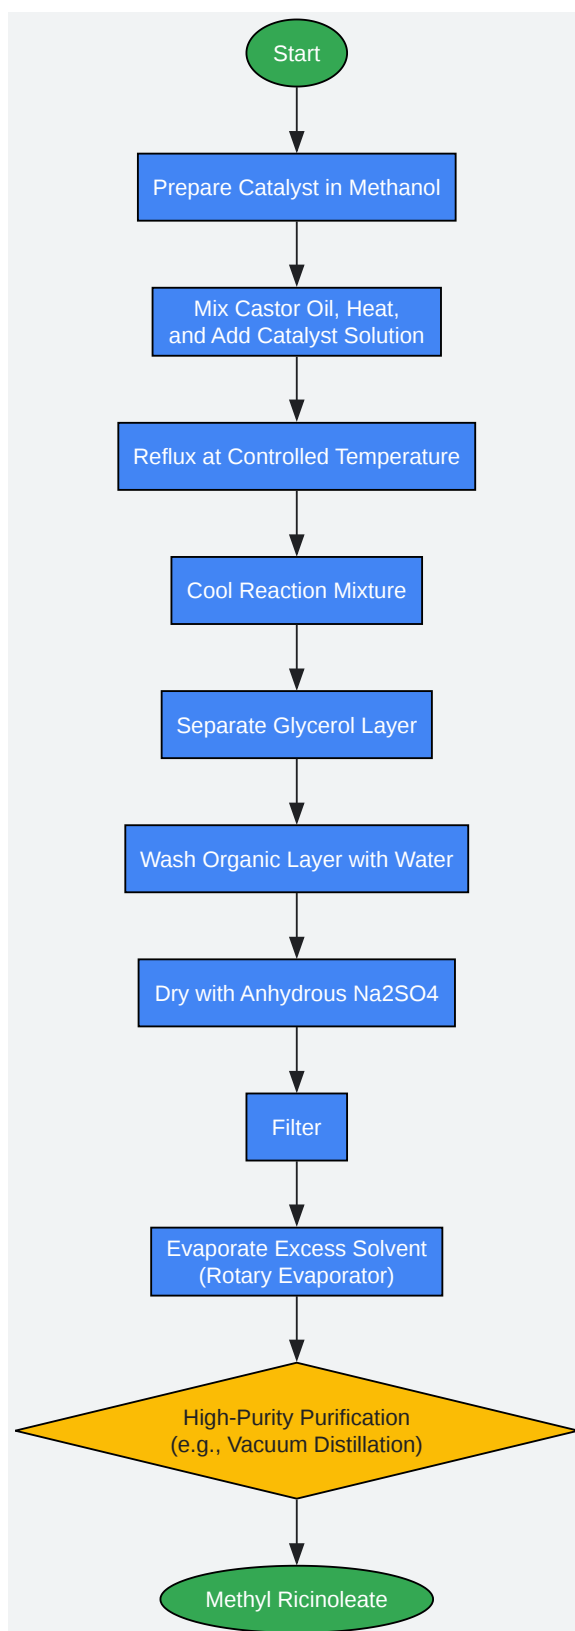 Start
Prepare Catalyst in Methanol
Mix Castor Oil, Heat,
and Add Catalyst Solution
Reflux at Controlled Temperature
Cool Reaction Mixture
Separate Glycerol Layer
Wash Organic Layer with Water
Dry with Anhydrous Na2SO4
Filter
Evaporate Excess Solvent
(Rotary Evaporator)
High-Purity Purification
(e.g., Vacuum Distillation)
Methyl Ricinoleate